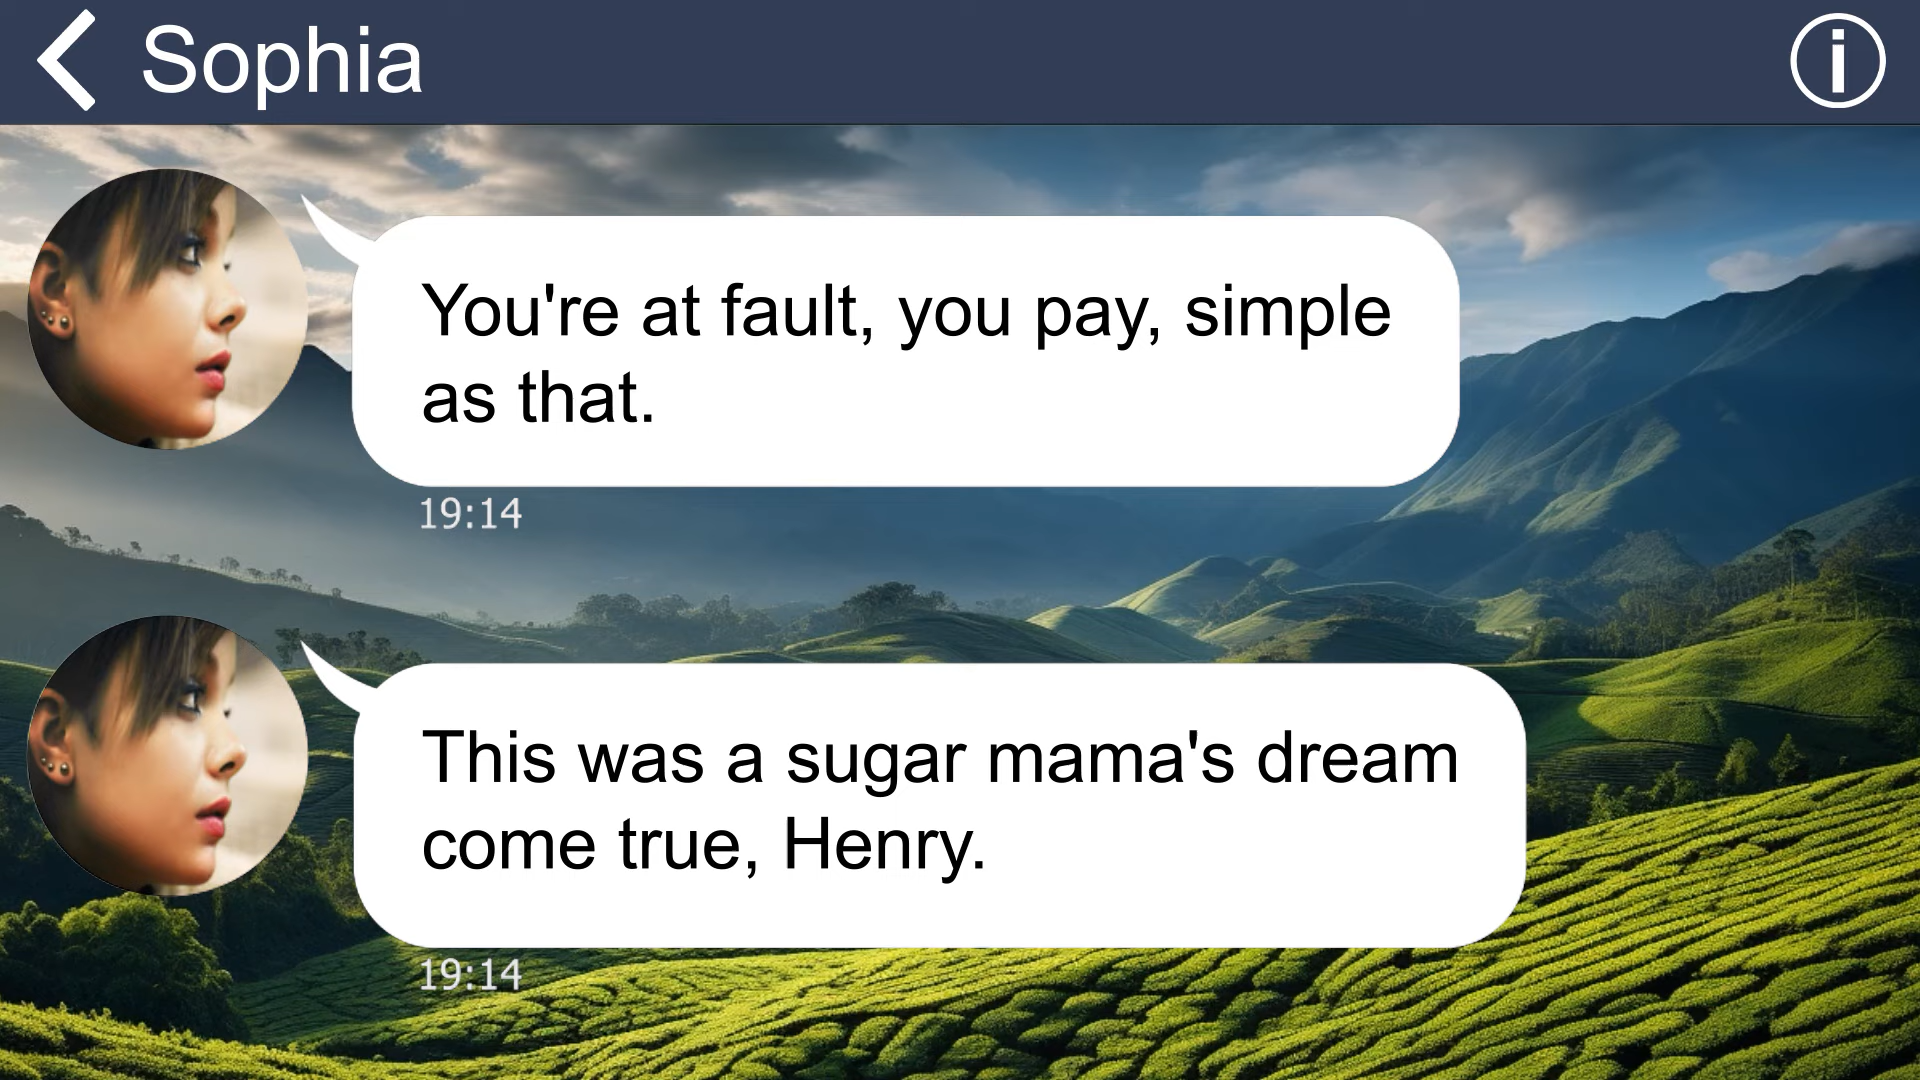 Sophia
You're at fault, you pay, simple
as that.
19:14
This was a sugar mama's dream
come true, Henry.
19:14